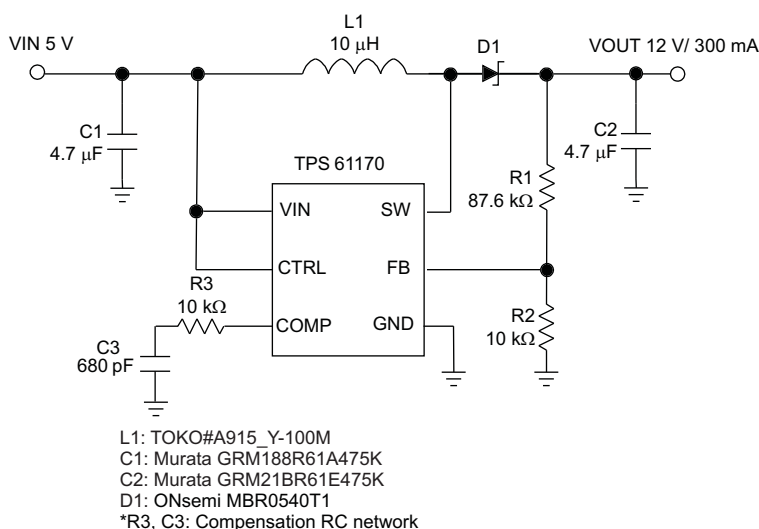 L1
10 μH
VIN 5 V
D1
VOUT 12 V/ 300 mA
C1
4.7 μF
C2
4.7 μF
TPS 61170
R1
87.6 kΩ
VIN
SW
CTRL
FB
R3
10 kΩ
COMP
GND
R2
10 kΩ
C3
680 pF
L1: TOKO#A915_Y-100M
C1: Murata GRM188R61A475K
C2: Murata GRM21BR61E475K
D1: ONsemi MBR0540T1
*R3, C3: Compensation RC network